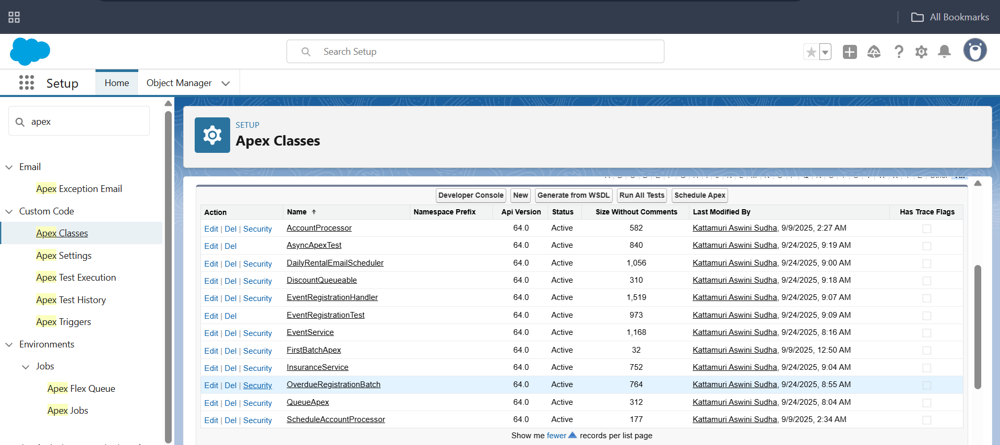 All Bookmarks
Search Setup
Setup
Home
Object Manager
apex
Email
Apex Exception Email
Custom Code
Apex Classes
Apex Settings
Apex Test Execution
Apex Test History
Apex Triggers
Environments
Jobs
Apex Flex Queue
Apex Jobs
SETUP
Apex Classes
Developer Console New Generate from WSDL Run All Tests Schedule Apex
Action Name Namespace Prefix Api Version Status Size Without Comments Last Modified By Has Trace Flags
Edit | Del | Security AccountProcessor 64.0 Active 582 Kattamuri Aswini Sudha, 9/9/2025, 2:27 AM
Edit | Del AsyncApexTest 64.0 Active 840 Kattamuri Aswini Sudha, 9/24/2025, 9:19 AM
Edit | Del | Security DailyRentalEmailScheduler 64.0 Active 1,056 Kattamuri Aswini Sudha, 9/24/2025, 9:00 AM
Edit | Del | Security DiscountQueueable 64.0 Active 310 Kattamuri Aswini Sudha, 9/24/2025, 9:18 AM
Edit | Del | Security EventRegistrationHandler 64.0 Active 1,519 Kattamuri Aswini Sudha, 9/24/2025, 9:07 AM
Edit | Del EventRegistrationTest 64.0 Active 973 Kattamuri Aswini Sudha, 9/24/2025, 9:09 AM
Edit | Del | Security EventService 64.0 Active 1,168 Kattamuri Aswini Sudha, 9/24/2025, 8:16 AM
Edit | Del | Security FirstBatchApex 64.0 Active 32 Kattamuri Aswini Sudha, 9/9/2025, 12:50 AM
Edit | Del | Security InsuranceService 64.0 Active 752 Kattamuri Aswini Sudha, 9/24/2025, 9:04 AM
Edit | Del | Security OverdueRegistrationBatch 64.0 Active 764 Kattamuri Aswini Sudha, 9/24/2025, 8:55 AM
Edit | Del | Security QueueApex 64.0 Active 312 Kattamuri Aswini Sudha, 9/24/2025, 8:04 AM
Edit | Del | Security ScheduleAccountProcessor 64.0 Active 177 Kattamuri Aswini Sudha, 9/9/2025, 2:34 AM
Show me fewer records per list page